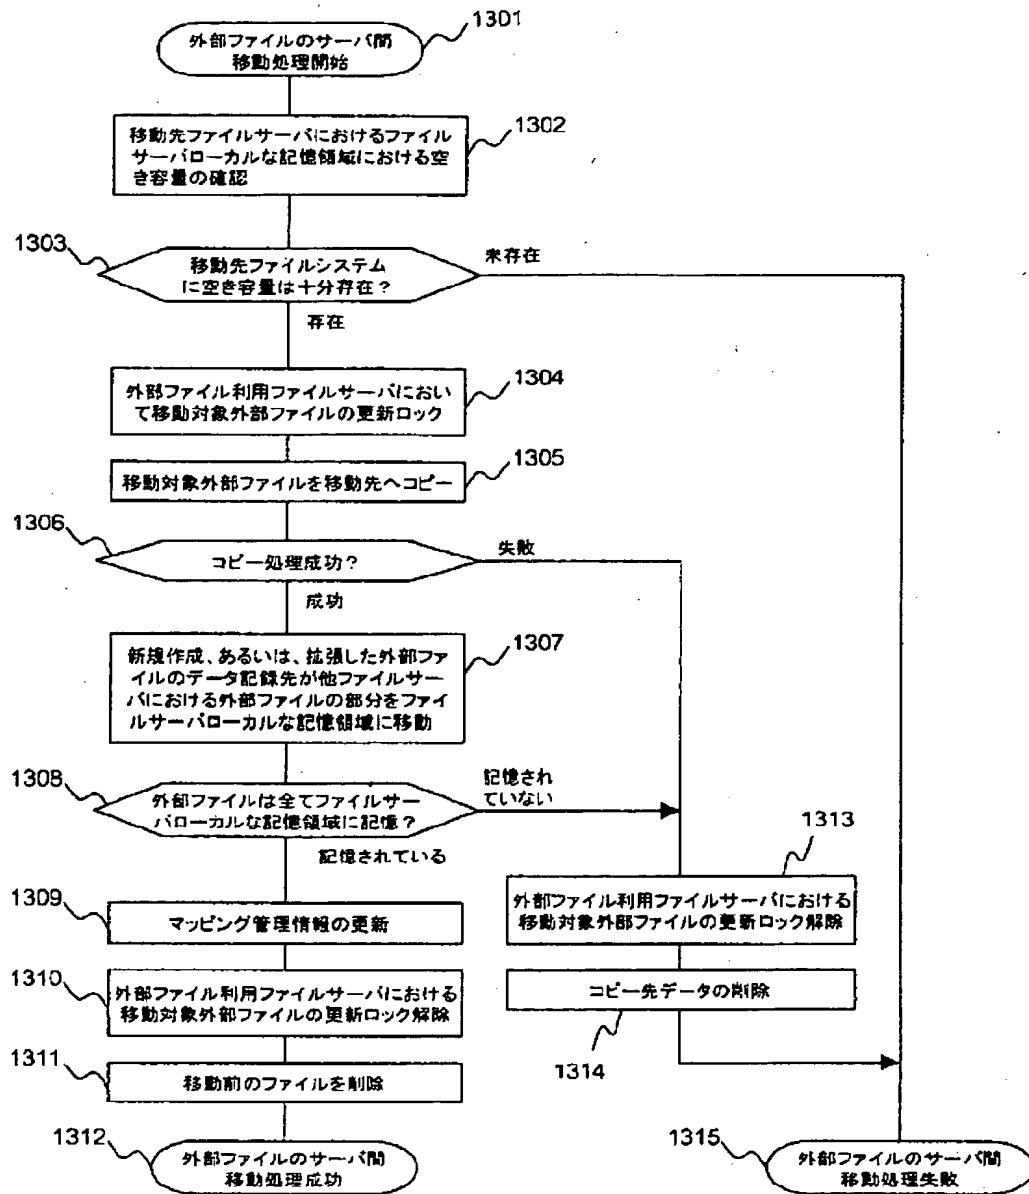 1301
外部ファイルのサーバ間
移動処理開始
1302
移動先ファイルサーバにおけるファイル
サーバローカルな記憶領域における空
き容量の確認
1303
移動先ファイルシステム
に空き容量は十分存在？
未存在
存在
1304
外部ファイル利用ファイルサーバにおい
て移動対象外部ファイルの更新ロック
1305
移動対象外部ファイルを移動先へコピー
1306
コピー処理成功？
失敗
成功
1307
新規作成、あるいは、拡張した外部ファ
イルのデータ記録先が他ファイルサー
バにおける外部ファイルの部分をファイ
ルサーバローカルな記憶領域に移動
1308
外部ファイルは全てファイルサー
バローカルな記憶領域に記憶？
記憶され
ていない
記憶されている
1313
外部ファイル利用ファイルサーバにおける
移動対象外部ファイルの更新ロック解除
1309
マッピング管理情報の更新
1310
外部ファイル利用ファイルサーバにおける
移動対象外部ファイルの更新ロック解除
コピー先データの削除
1314
1311
移動前のファイルを削除
1312
外部ファイルのサーバ間
移動処理成功
1315
外部ファイルのサーバ間
移動処理失敗